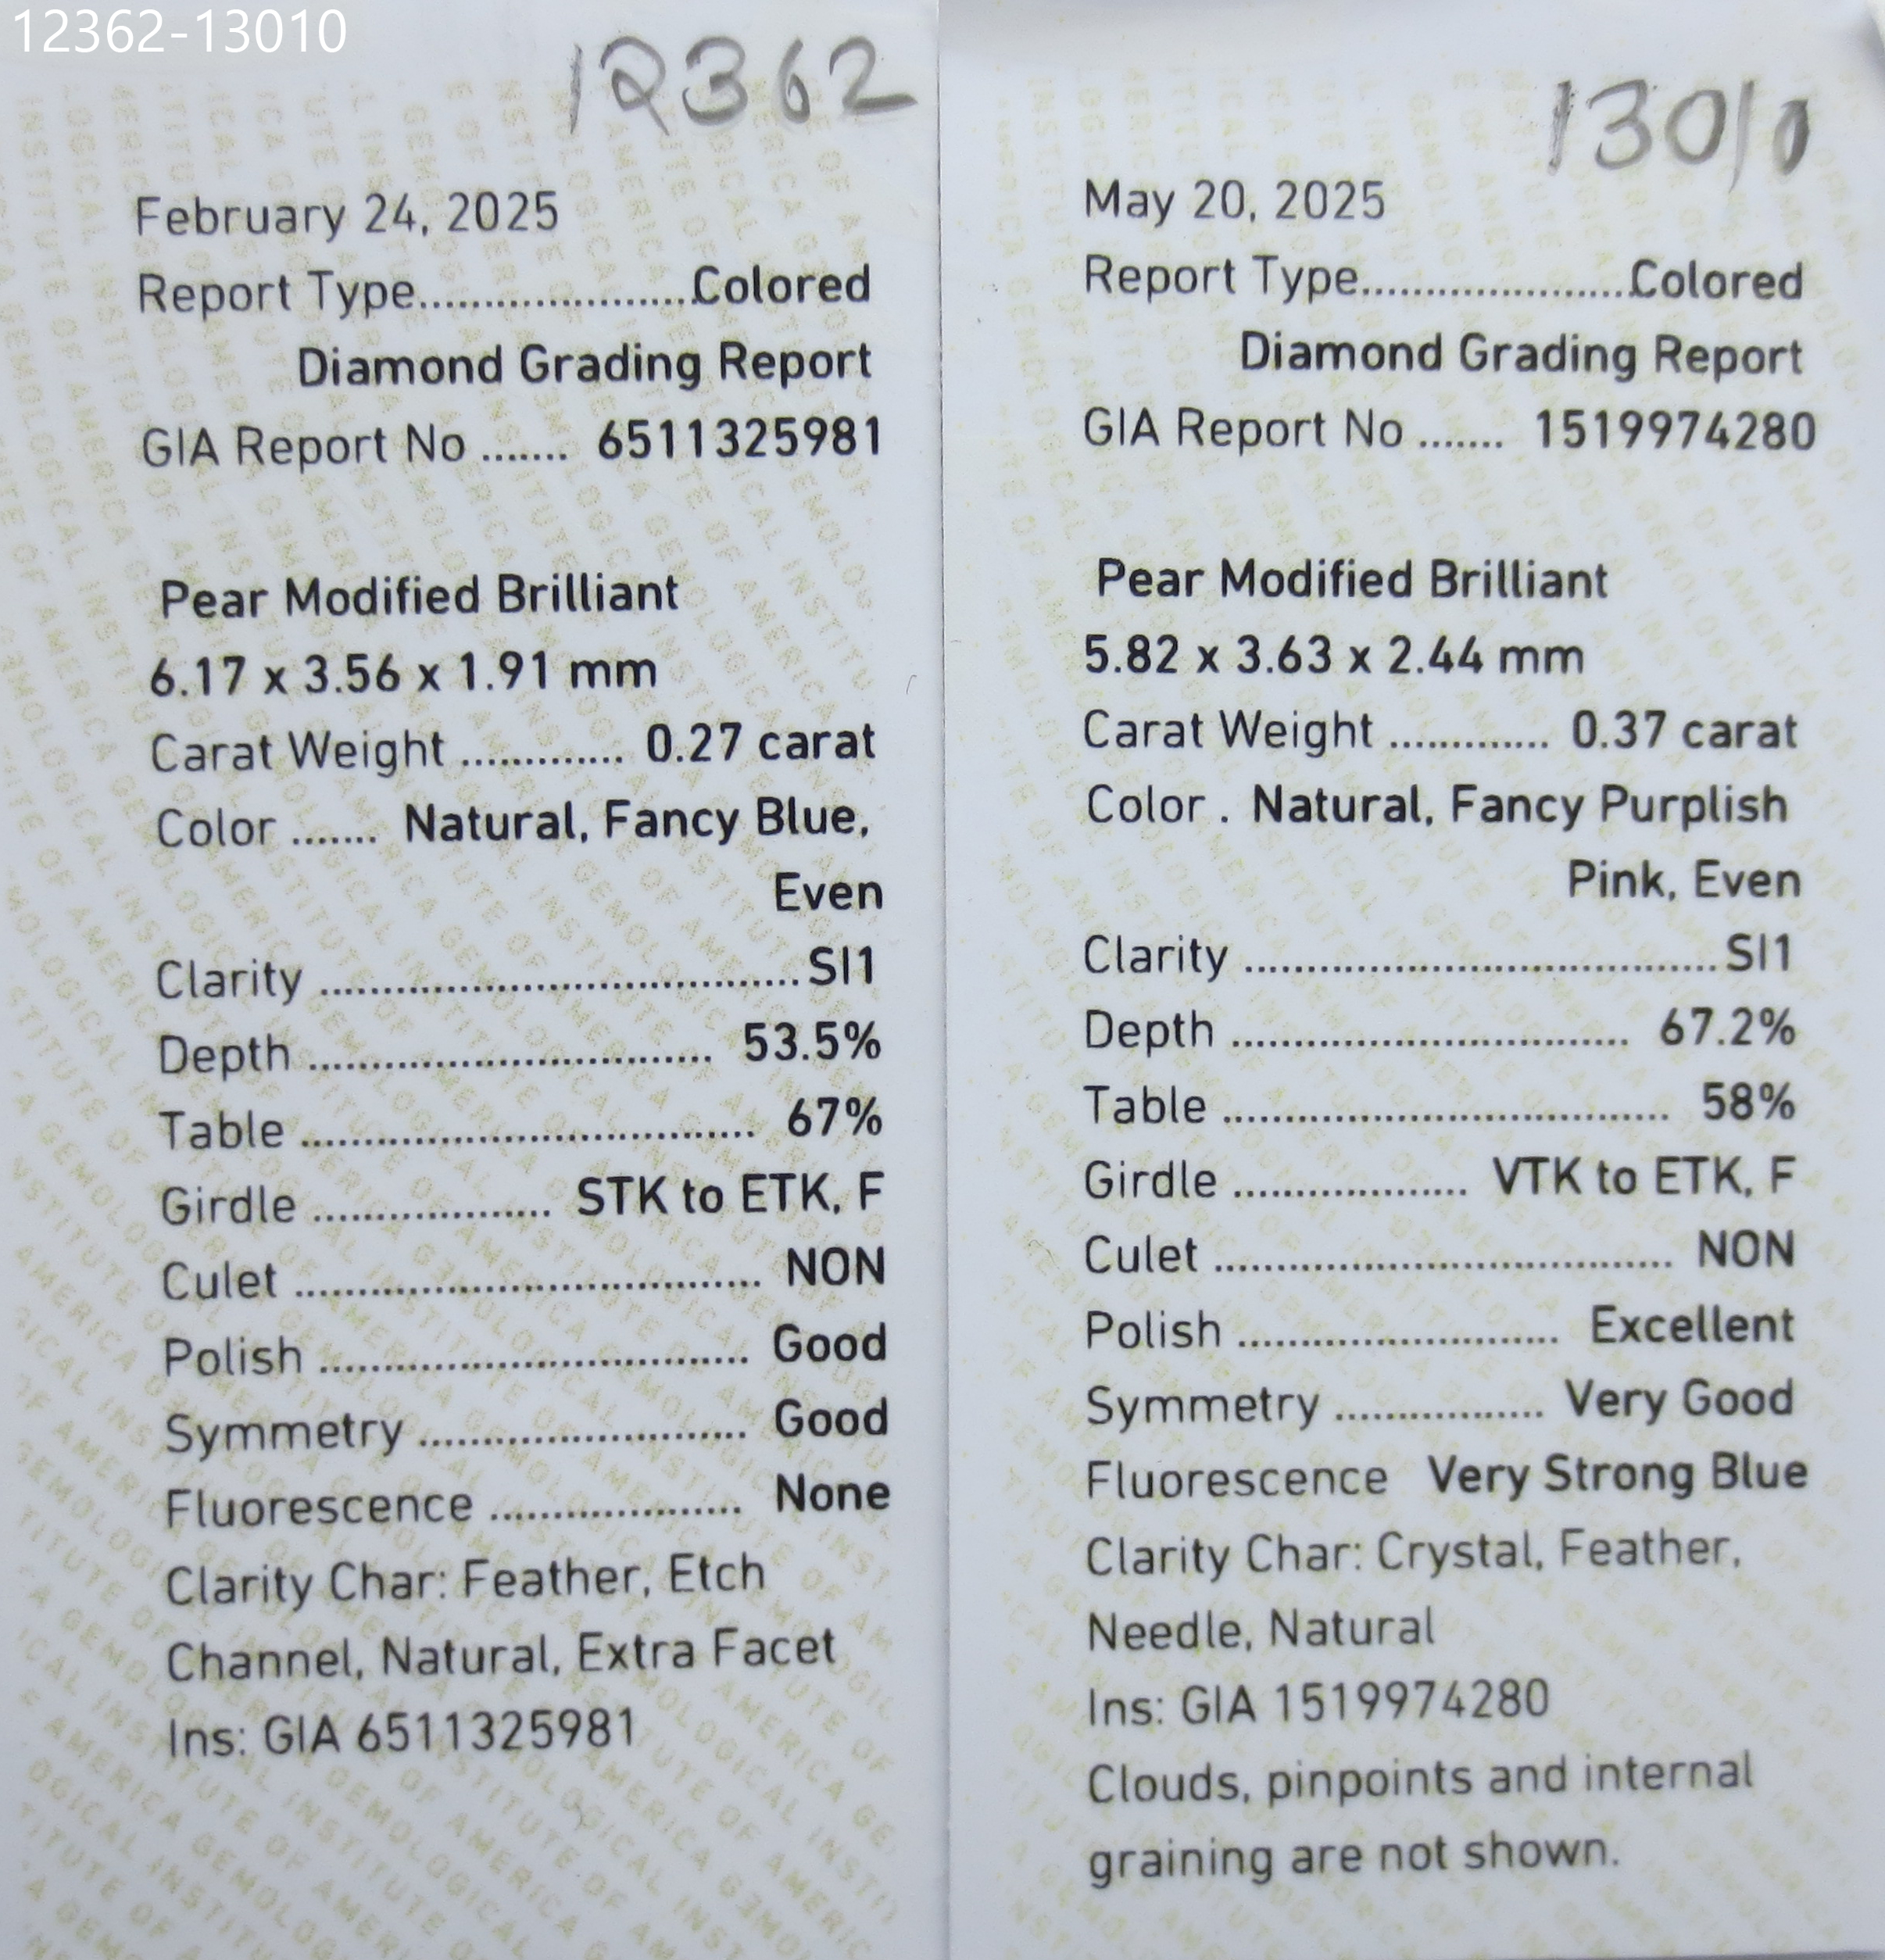 12362-13010
12362
February 24, 2025
Report Type......................Colored
Diamond Grading Report
GIA Report No ....... 6511325981
Pear Modified Brilliant
6.17 x 3.56 x 1.91 mm
Carat Weight ............. 0.27 carat
Color ....... Natural, Fancy Blue,
Even
Clarity .......................................SI1
Depth ................................. 53.5%
Table ..................................... 67%
Girdle ................... STK to ETK, F
Culet ...................................... NON
Polish ................................... Good
Symmetry ........................... Good
Fluorescence .................... None
Clarity Char: Feather, Etch
Channel, Natural, Extra Facet
Ins: GIA 6511325981
13010
May 20, 2025
Report Type......................Colored
Diamond Grading Report
GIA Report No ....... 1519974280
Pear Modified Brilliant
5.82 x 3.63 x 2.44 mm
Carat Weight ............. 0.37 carat
Color . Natural, Fancy Purplish
Pink, Even
Clarity .......................................SI1
Depth ................................. 67.2%
Table ..................................... 58%
Girdle ................... VTK to ETK, F
Culet ...................................... NON
Polish .......................... Excellent
Symmetry ................. Very Good
Fluorescence Very Strong Blue
Clarity Char: Crystal, Feather,
Needle, Natural
Ins: GIA 1519974280
Clouds, pinpoints and internal
graining are not shown.